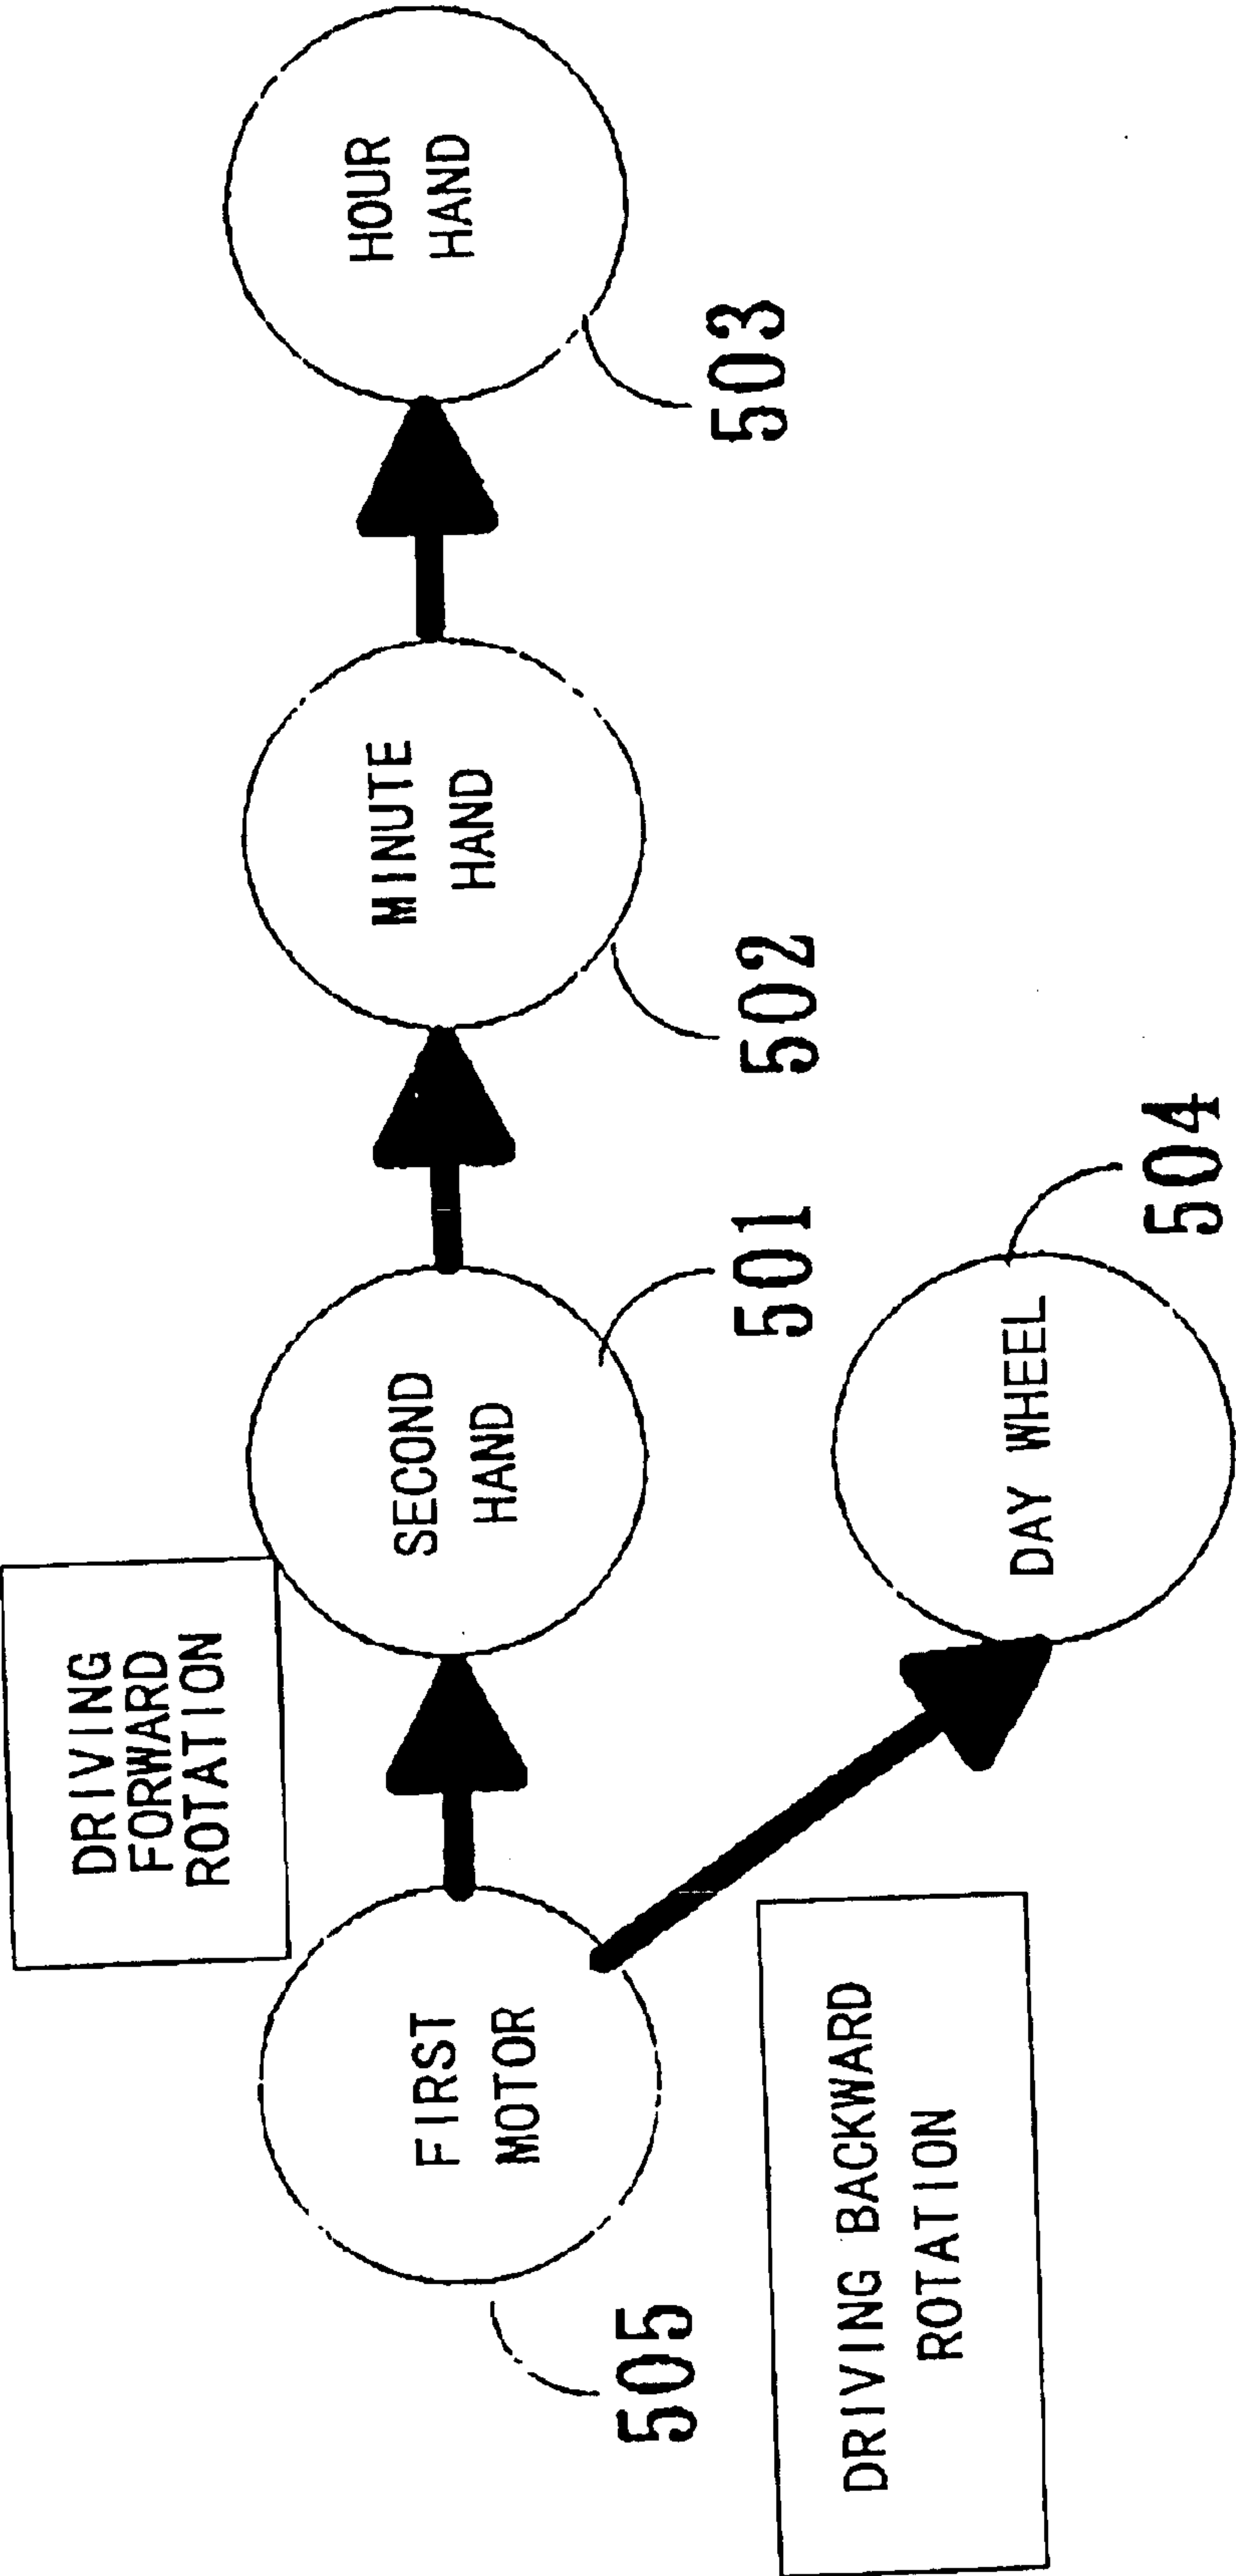 DRIVING
FORWARD
ROTATION
FIRST
MOTOR
SECOND
HAND
MINUTE
HAND
HOUR
HAND
505
501
502
503
DRIVING BACKWARD
ROTATION
DAY WHEEL
504